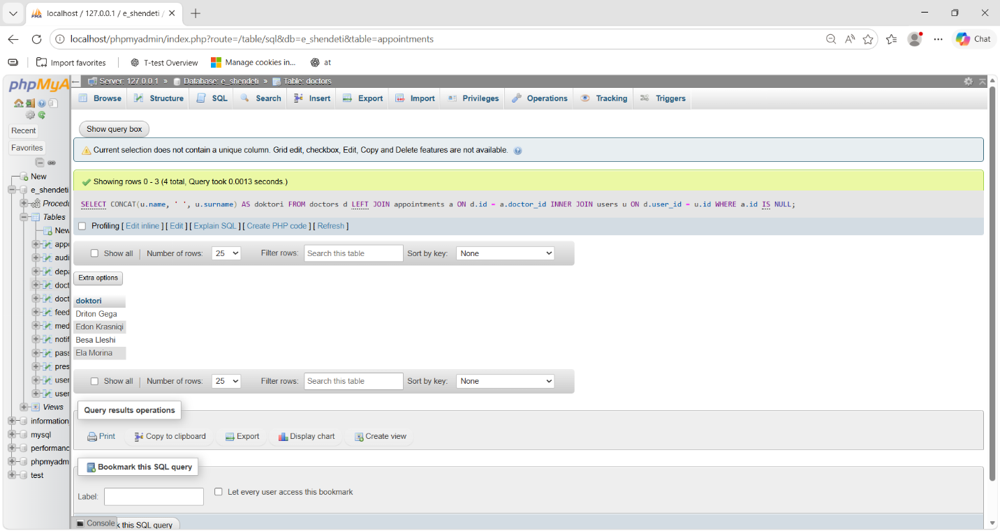 localhost / 127.0.0.1 / e_shendeti /
localhost/phpmyadmin/index.php?route=/table/sql&db=e_shendeti&table=appointments
Chat
Import favorites
T-test Overview
Manage cookies in...
at
phpMyA
Server: 127.0.0.1 » Database: e_shendeti » Table: doctors
Browse
Structure
SQL
Search
Insert
Export
Import
Privileges
Operations
Tracking
Triggers
Recent
Favorites
New
e_shendeti
Procedu
Tables
New
appo
audi
depa
doct
doct
feed
med
notif
pass
pres
user
user
Views
information
mysql
performanc
phpmyadm
test
Show query box
Current selection does not contain a unique column. Grid edit, checkbox, Edit, Copy and Delete features are not available.
Showing rows 0 - 3 (4 total, Query took 0.0013 seconds.)
SELECT CONCAT(u.name, ' ', u.surname) AS doktori FROM doctors d LEFT JOIN appointments a ON d.id = a.doctor_id INNER JOIN users u ON d.user_id = u.id WHERE a.id IS NULL;
Profiling [ Edit inline ] [ Edit ] [ Explain SQL ] [ Create PHP code ] [ Refresh ]
Show all | Number of rows: 25 Filter rows: Search this table Sort by key: None
Extra options
doktori
Driton Gega
Edon Krasniqi
Besa Lleshi
Ela Morina
Show all | Number of rows: 25 Filter rows: Search this table Sort by key: None
Query results operations
Print
Copy to clipboard
Export
Display chart
Create view
Bookmark this SQL query
Label:
Let every user access this bookmark
Console
k this SQL query